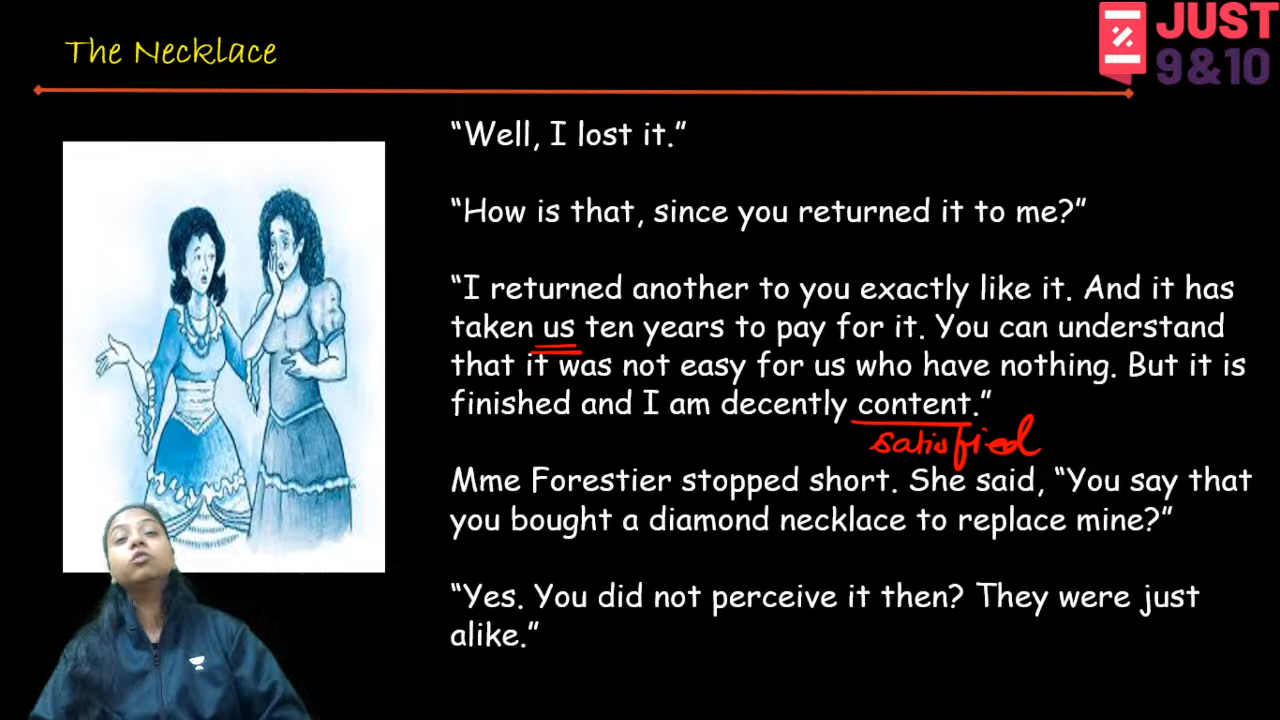 The Necklace
JUST
9&10
“Well, I lost it.”
“How is that, since you returned it to me?”
“I returned another to you exactly like it. And it has
taken us ten years to pay for it. You can understand
that it was not easy for us who have nothing. But it is
finished and I am decently content.”
satisfied
Mme Forestier stopped short. She said, “You say that
you bought a diamond necklace to replace mine?”
“Yes. You did not perceive it then? They were just
alike.”